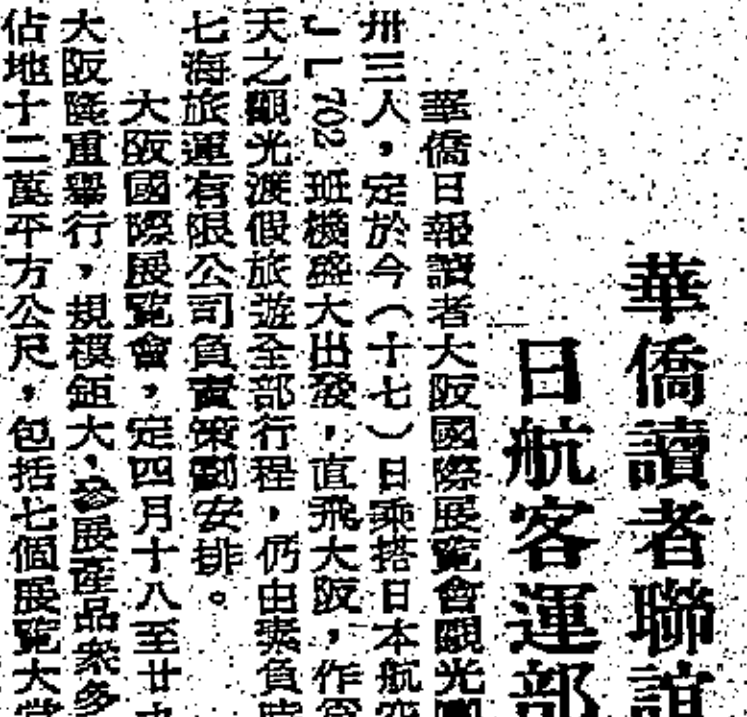 華僑讀者聯誼
日航客運部
華僑日報讀者大阪國際展覽會觀光團
卅三人，定於今（十七）日乘搭日本航空
JL702班機盛大出發，直飛大阪，作
天之觀光渡假旅遊全部行程，仍由素負時
七海旅運有限公司負責策劃安排。
大阪國際展覽會，定四月十八至廿
大阪隆重舉行，規模鉅大，參展產品眾多
佔地十二萬平方公尺，包括七個展覽大堂